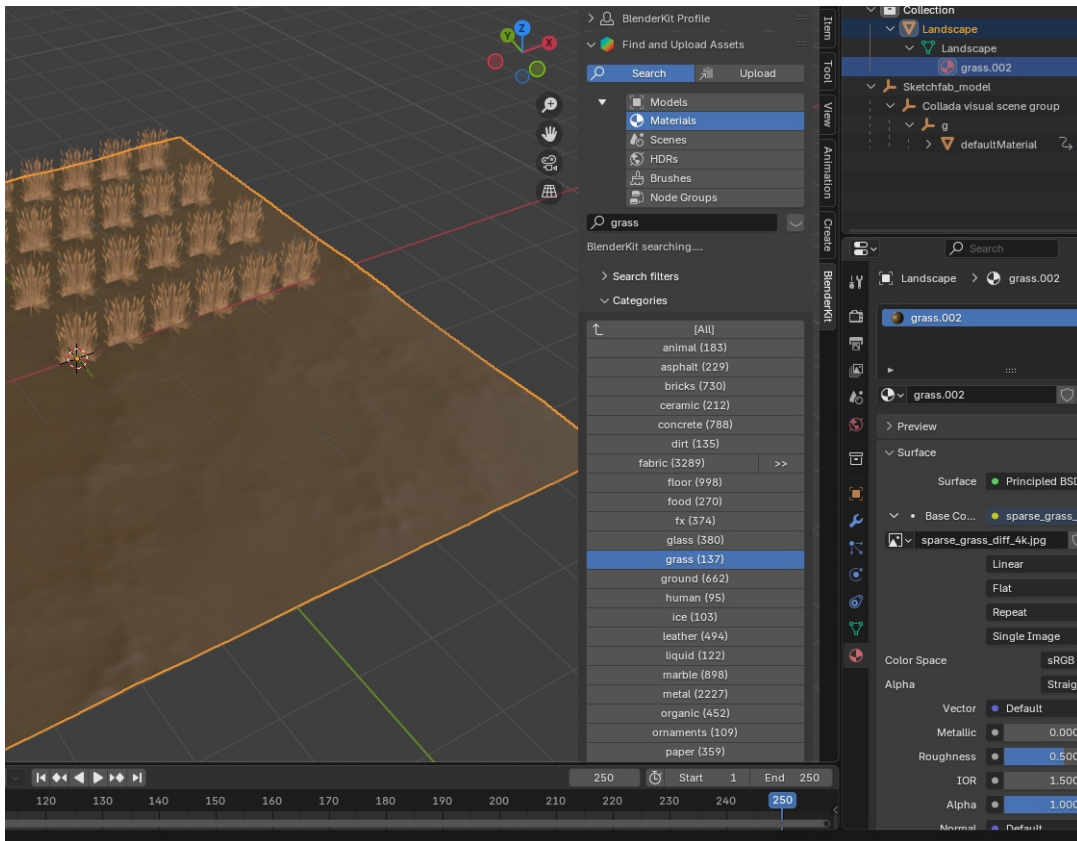 Z
Y
X
BlenderKit Profile
Find and Upload Assets
Search
Upload
Models
Materials
Scenes
HDRs
Brushes
Node Groups
grass
BlenderKit searching....
Search filters
Categories
[All]
animal (183)
asphalt (229)
bricks (730)
ceramic (212)
concrete (788)
dirt (135)
fabric (3289) >>
floor (998)
food (270)
fx (374)
glass (380)
grass (137)
ground (662)
human (95)
ice (103)
leather (494)
liquid (122)
marble (898)
metal (2227)
organic (452)
ornaments (109)
paper (359)
Item
Tool
View
Animation
Create
BlenderKit
Collection
Landscape
Landscape
grass.002
Sketchfab_model
Collada visual scene group
g
defaultMaterial
Search
Landscape > grass.002
grass.002
grass.002
Preview
Surface
Surface Principled BSD
Base Co... sparse_grass_
sparse_grass_diff_4k.jpg
Linear
Flat
Repeat
Single Image
Color Space sRGB
Alpha Straig
Vector Default
Metallic 0.000
Roughness 0.500
IOR 1.500
Alpha 1.000
Normal Default
250 Start 1 End 250
120 130 140 150 160 170 180 190 200 210 220 230 240 250